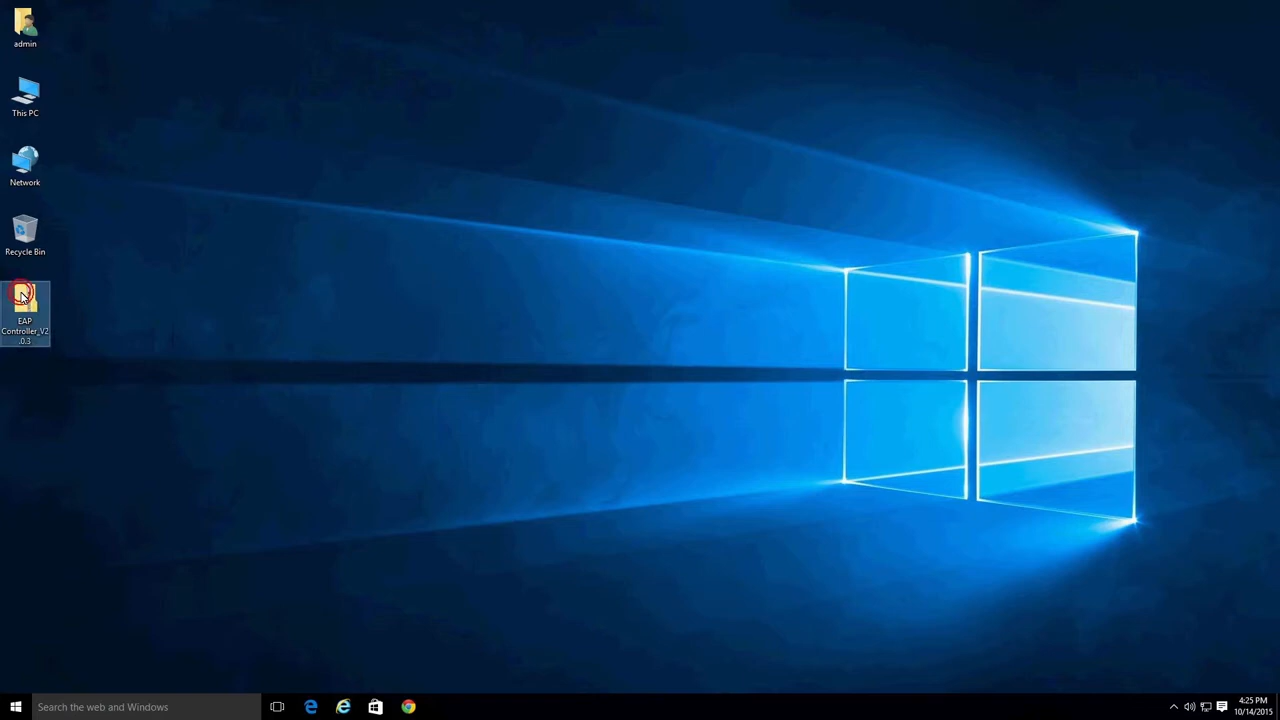 admin
This PC
Network
Recycle Bin
EAP
Controller_V2
.0.3
Search the web and Windows
4:25 PM
10/14/2015